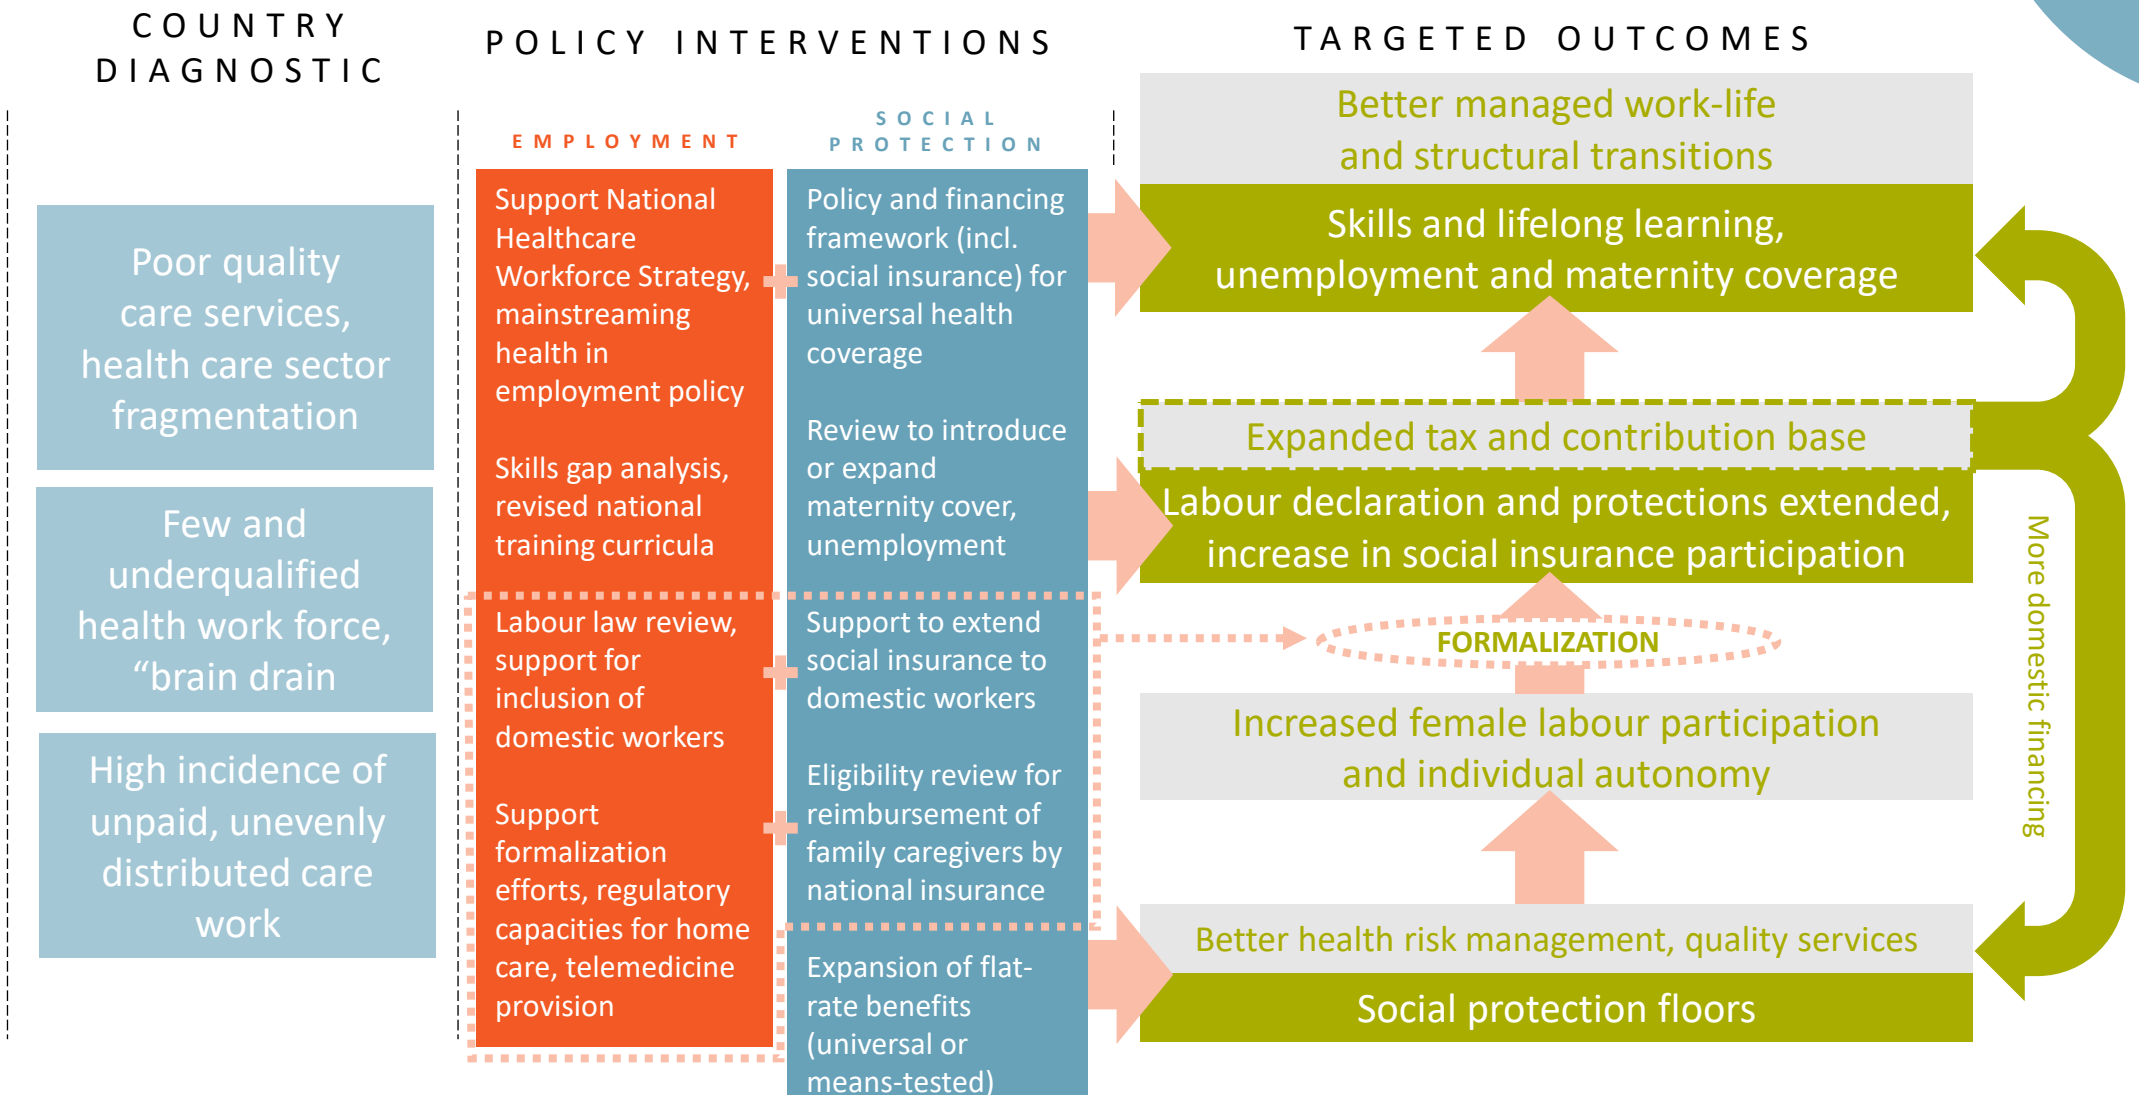 COUNTRY
DIAGNOSTIC
POLICY INTERVENTIONS
TARGETED OUTCOMES
Poor quality
care services,
health care sector
fragmentation
Few and
underqualified
health work force,
“brain drain
High incidence of
unpaid, unevenly
distributed care
work
EMPLOYMENT
Support National
Healthcare
Workforce Strategy,
mainstreaming
health in
employment policy
Skills gap analysis,
revised national
training curricula
Labour law review,
support for
inclusion of
domestic workers
Support
formalization
efforts, regulatory
capacities for home
care, telemedicine
provision
SOCIAL
PROTECTION
Policy and financing
framework (incl.
social insurance) for
universal health
coverage
Review to introduce
or expand
maternity cover,
unemployment
Support to extend
social insurance to
domestic workers
Eligibility review for
reimbursement of
family caregivers by
national insurance
Expansion of flat-
rate benefits
(universal or
means-tested)
Better managed work-life
and structural transitions
Skills and lifelong learning,
unemployment and maternity coverage
Expanded tax and contribution base
Labour declaration and protections extended,
increase in social insurance participation
FORMALIZATION
Increased female labour participation
and individual autonomy
Better health risk management, quality services
Social protection floors
More domestic financing